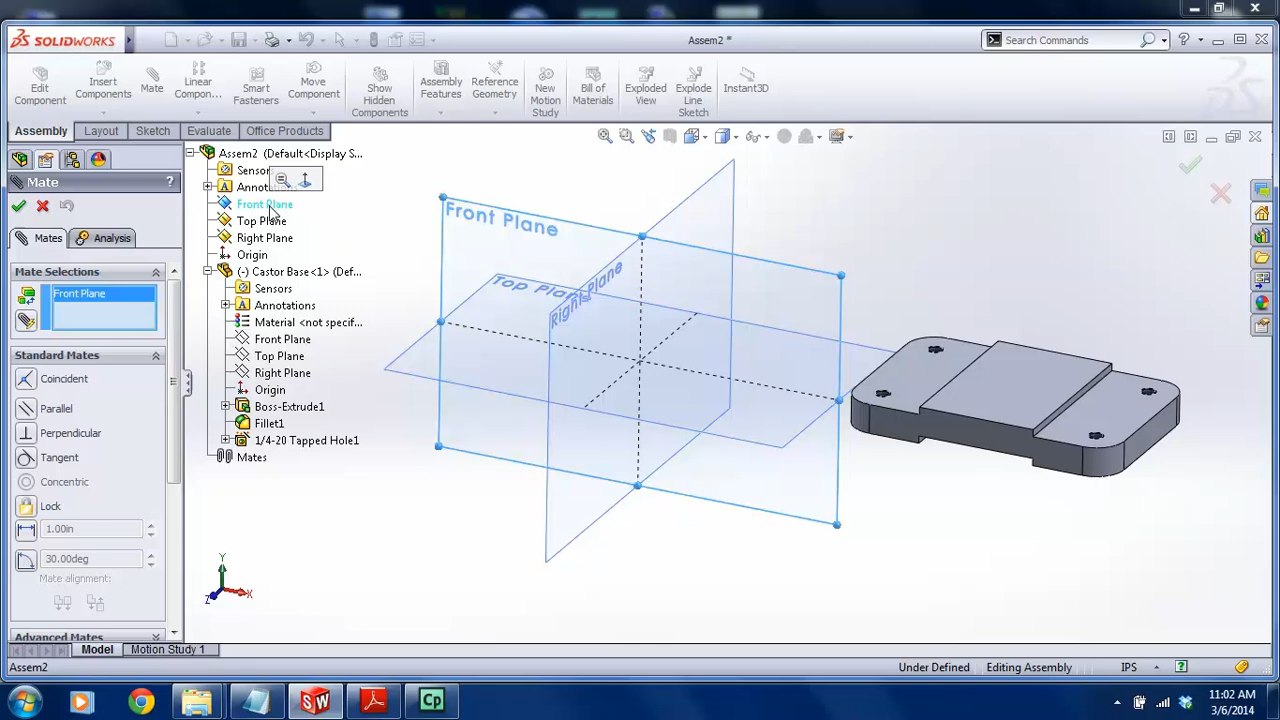 SOLIDWORKS
Assem2 *
Search Commands
Edit Component
Insert Components
Mate
Linear Compon...
Smart Fasteners
Move Component
Show Hidden Components
Assembly Features
Reference Geometry
New Motion Study
Bill of Materials
Exploded View
Explode Line Sketch
Instant3D
Assembly
Layout
Sketch
Evaluate
Office Products
Mate
?
Mates
Analysis
Mate Selections
Front Plane
Standard Mates
Coincident
Parallel
Perpendicular
Tangent
Concentric
Lock
1.00in
30.00deg
Mate alignment:
Advanced Mates
Assem2 (Default<Display S...
Sensors
Front Plane
Top Plane
Right Plane
Origin
(-) Castor Base<1> (Def...
Sensors
Annotations
Material <not specif...
Front Plane
Top Plane
Right Plane
Origin
Boss-Extrude1
Fillet1
1/4-20 Tapped Hole1
Mates
Front Plane
Top Plane
Right Plane
Y
X
Z
Model
Motion Study 1
Assem2
Under Defined
Editing Assembly
IPS
?
SW
Cp
11:02 AM
3/6/2014